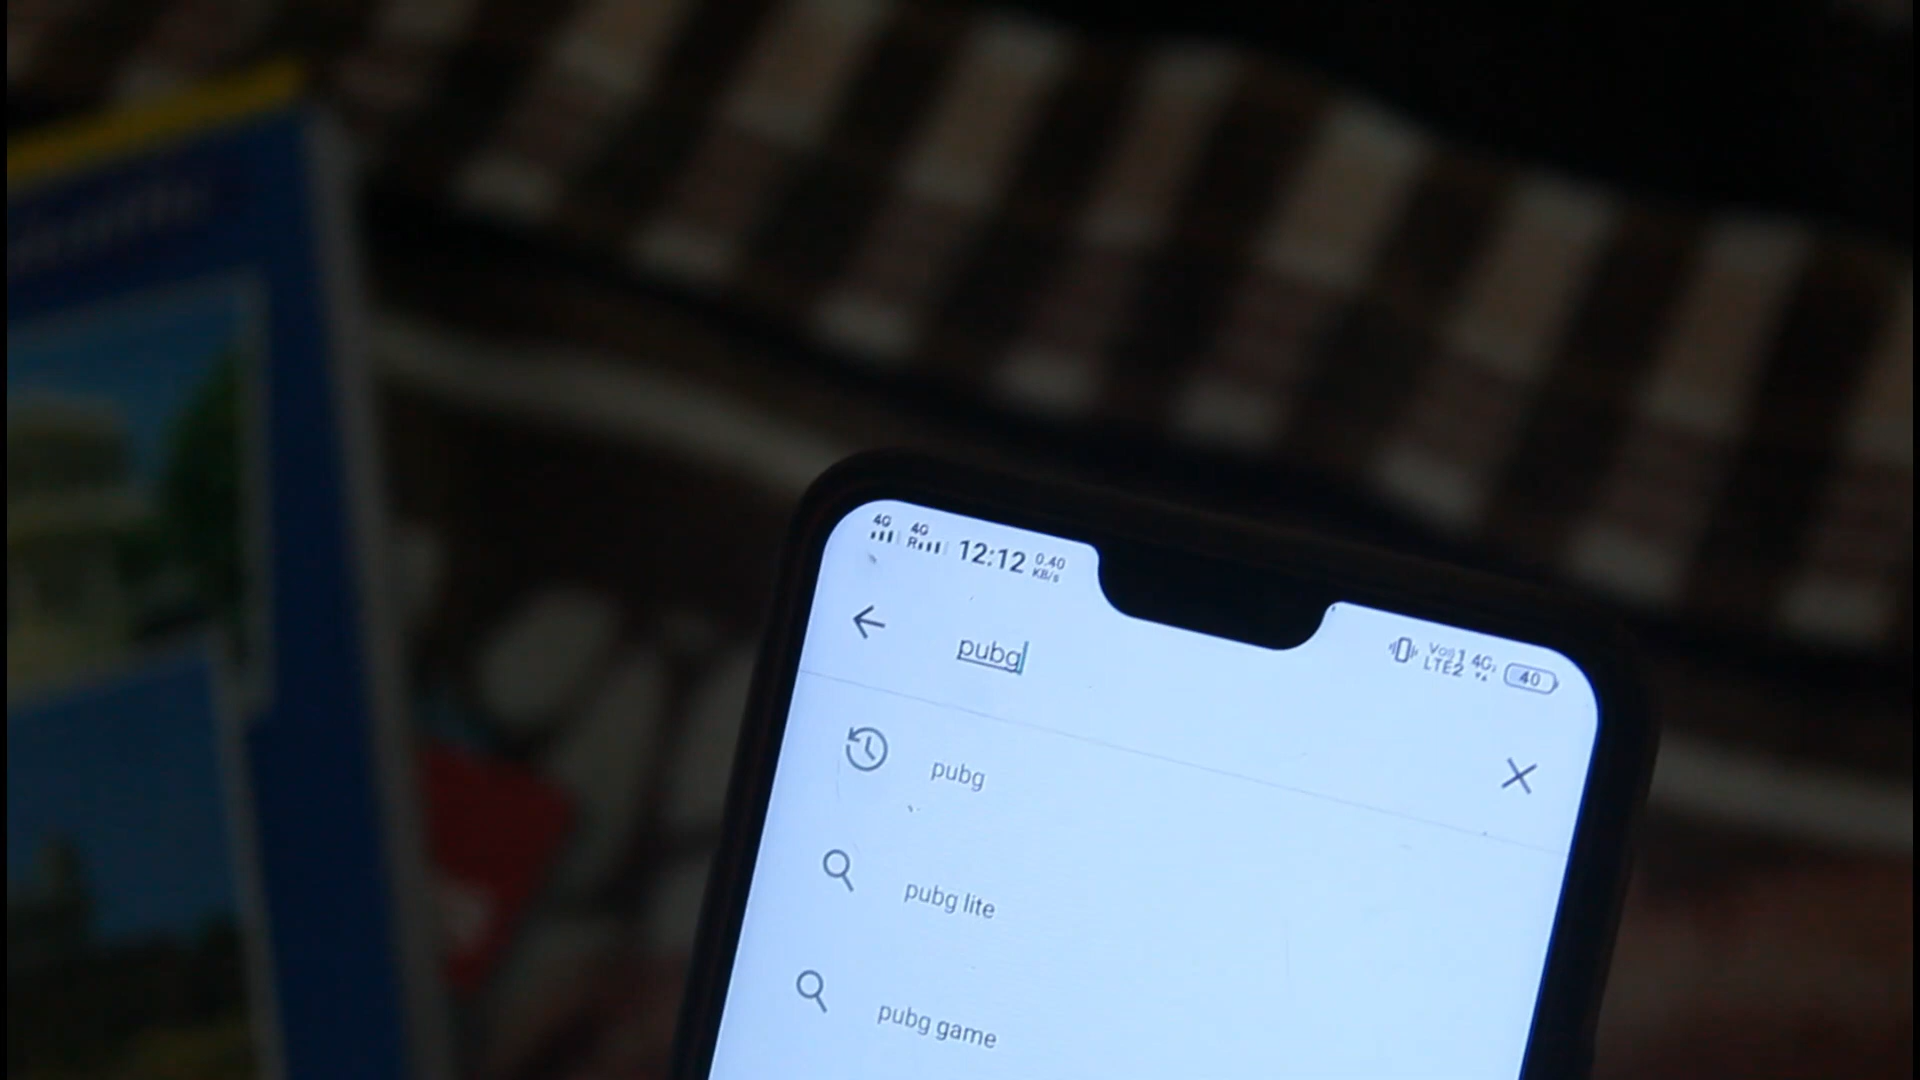 4G 4G R 12:12 0.40 KB/s
Vo 1 4G
LTE2 40
pubg
pubg
pubg lite
pubg game